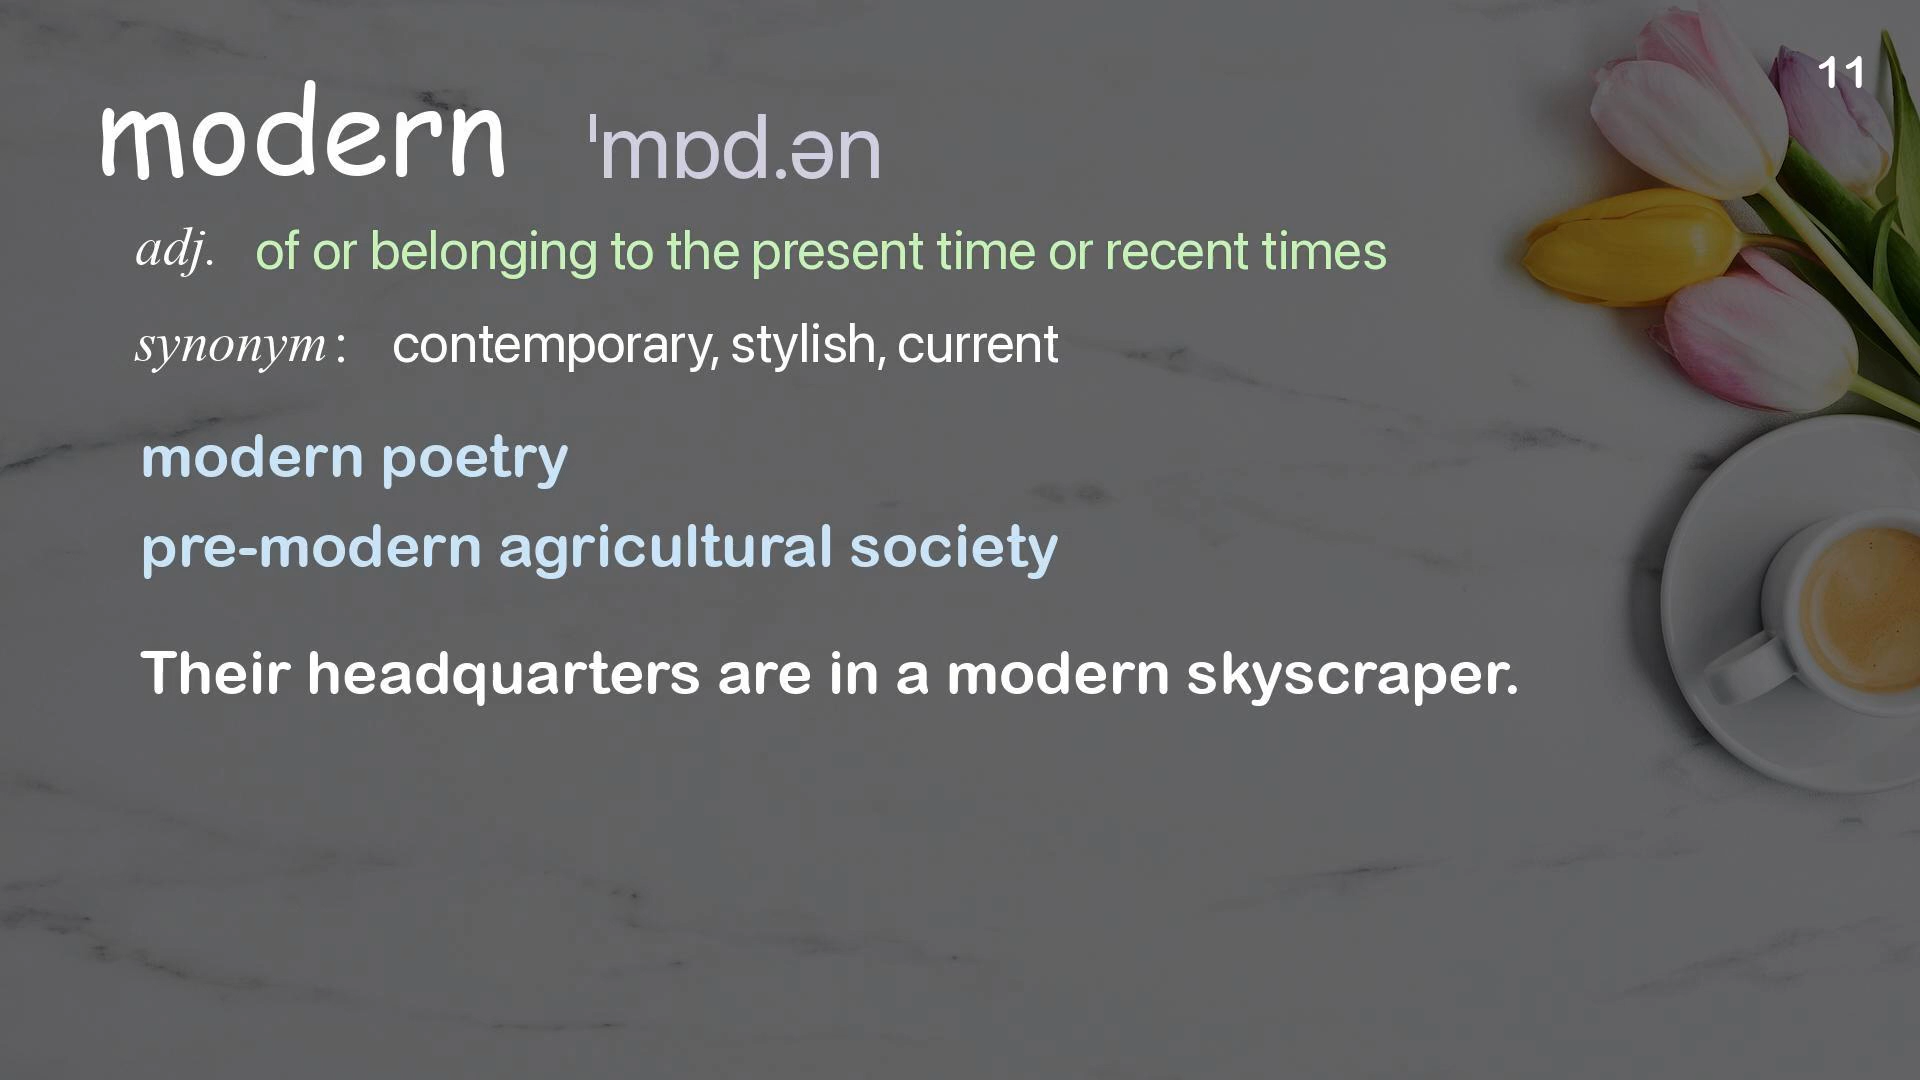 11
modern ˈmɒd.ən
adj. of or belonging to the present time or recent times
synonym: contemporary, stylish, current
modern poetry
pre-modern agricultural society
Their headquarters are in a modern skyscraper.